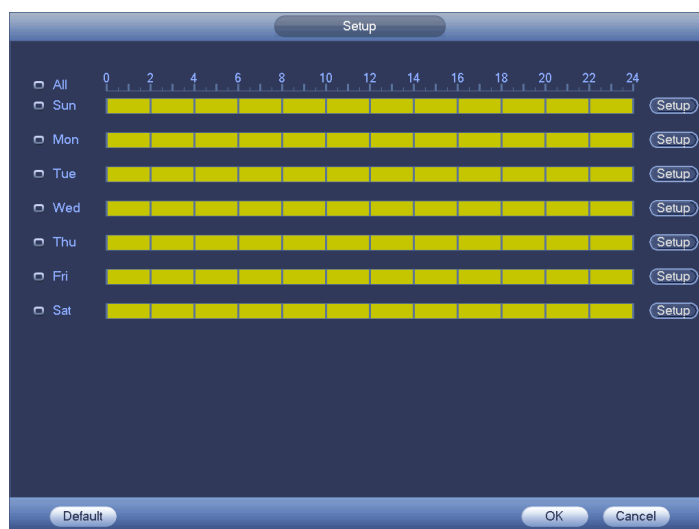 Setup
All 0 2 4 6 8 10 12 14 16 18 20 22 24
Sun Setup
Mon Setup
Tue Setup
Wed Setup
Thu Setup
Fri Setup
Sat Setup
Default OK Cancel